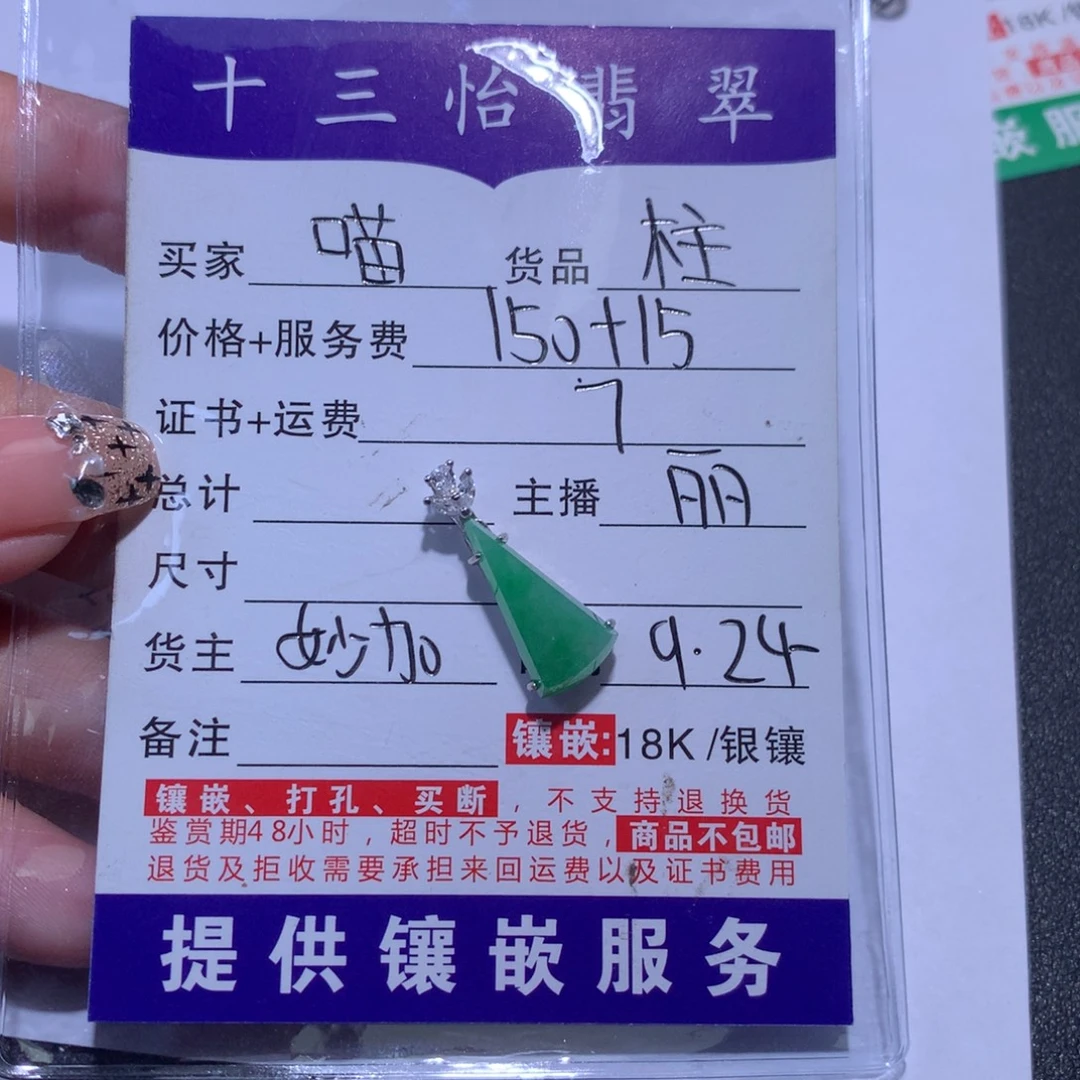 十三怡翡翠
买家 喵 货品 柱
价格+服务费 150+15
证书+运费 7
总计 主播 丽
尺寸
货主 妙加 9·24
备注 镶嵌:18K/银镶
镶嵌、打孔、买断,不支持退换货
鉴赏期48小时,超时不予退货,商品不包邮
退货及拒收需要承担来回运费以及证书费用
提供镶嵌服务
18K
嵌服